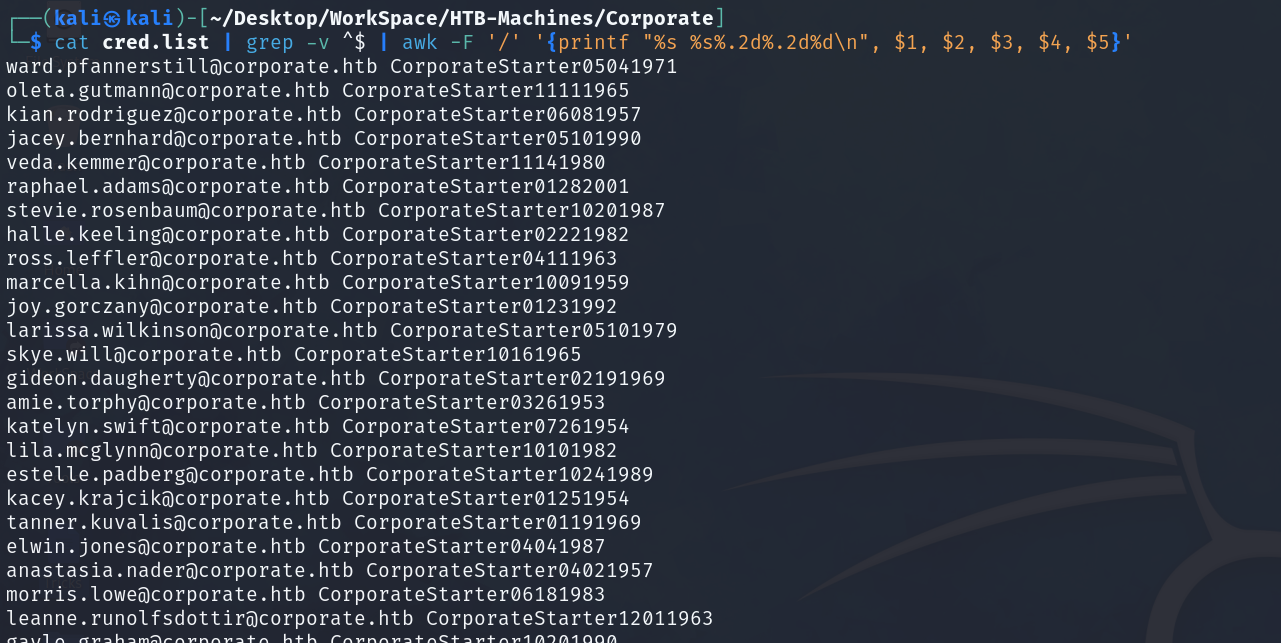 ┌──(kali㉿kali)-[~/Desktop/WorkSpace/HTB-Machines/Corporate]
└─$ cat cred.list | grep -v ^$ | awk -F '/' '{printf "%s %s%.2d%.2d%d\n", $1, $2, $3, $4, $5}'
ward.pfannerstill@corporate.htb CorporateStarter05041971
oleta.gutmann@corporate.htb CorporateStarter11111965
kian.rodriguez@corporate.htb CorporateStarter06081957
jacey.bernhard@corporate.htb CorporateStarter05101990
veda.kemmer@corporate.htb CorporateStarter11141980
raphael.adams@corporate.htb CorporateStarter01282001
stevie.rosenbaum@corporate.htb CorporateStarter10201987
halle.keeling@corporate.htb CorporateStarter02221982
ross.leffler@corporate.htb CorporateStarter04111963
marcella.kihn@corporate.htb CorporateStarter10091959
joy.gorczany@corporate.htb CorporateStarter01231992
larissa.wilkinson@corporate.htb CorporateStarter05101979
skye.will@corporate.htb CorporateStarter10161965
gideon.daugherty@corporate.htb CorporateStarter02191969
amie.torphy@corporate.htb CorporateStarter03261953
katelyn.swift@corporate.htb CorporateStarter07261954
lila.mcglynn@corporate.htb CorporateStarter10101982
estelle.padberg@corporate.htb CorporateStarter10241989
kacey.krajcik@corporate.htb CorporateStarter01251954
tanner.kuvalis@corporate.htb CorporateStarter01191969
elwin.jones@corporate.htb CorporateStarter04041987
anastasia.nader@corporate.htb CorporateStarter04021957
morris.lowe@corporate.htb CorporateStarter06181983
leanne.runolfsdottir@corporate.htb CorporateStarter12011963
gayle.graham@corporate.htb CorporateStarter10201990